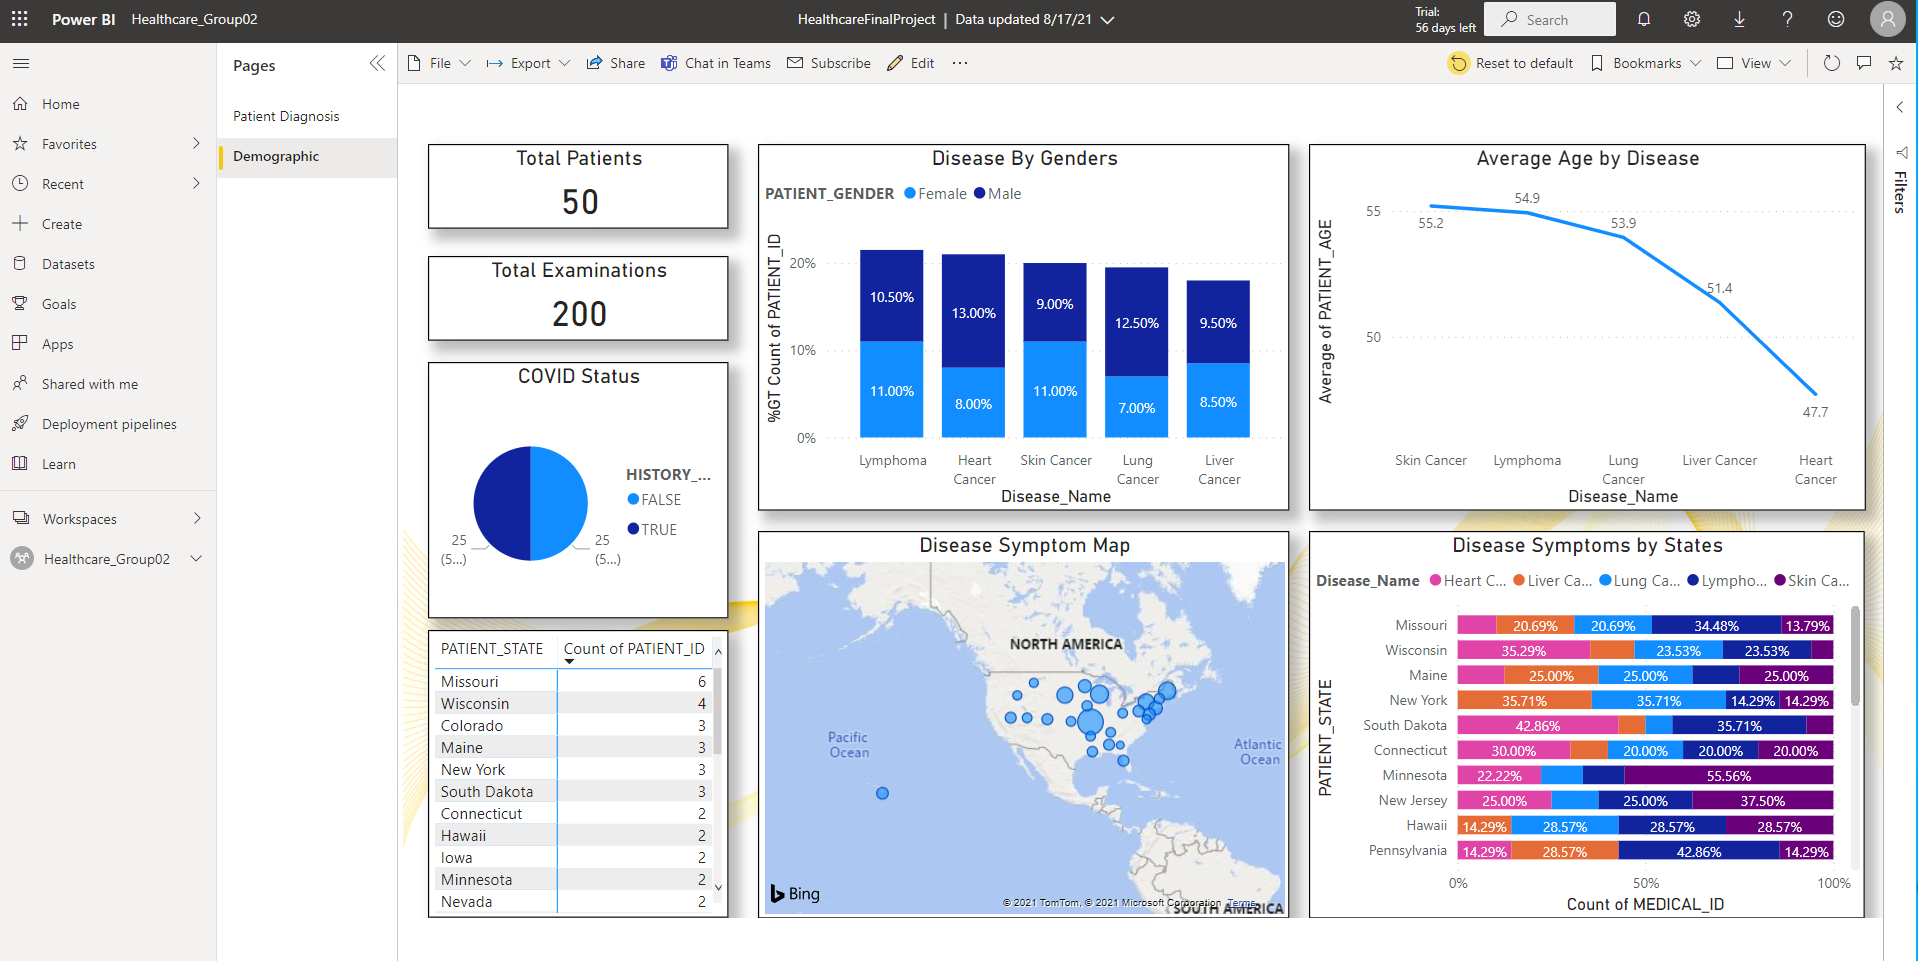 Power BI Healthcare_Group02
HealthcareFinalProject | Data updated 8/17/21
Trial:
56 days left
Search
Pages
File Export Share Chat in Teams Subscribe Edit ...
Reset to default Bookmarks View
Home
Favorites
Recent
Create
Datasets
Goals
Apps
Shared with me
Deployment pipelines
Learn
Workspaces
Healthcare_Group02
Patient Diagnosis
Demographic
Filters
Total Patients
50
Total Examinations
200
COVID Status
HISTORY_...
FALSE
TRUE
25
(5...)
25
(5...)
PATIENT_STATE Count of PATIENT_ID
Missouri 6
Wisconsin 4
Colorado 3
Maine 3
New York 3
South Dakota 3
Connecticut 2
Hawaii 2
Iowa 2
Minnesota 2
Nevada 2
Disease By Genders
PATIENT_GENDER Female Male
%GT Count of PATIENT_ID
20%
10%
0%
10.50% 13.00% 9.00% 12.50% 9.50%
11.00% 8.00% 11.00% 7.00% 8.50%
Lymphoma Heart Cancer Skin Cancer Lung Cancer Liver Cancer
Disease_Name
Average Age by Disease
Average of PATIENT_AGE
55
50
55.2 54.9 53.9 51.4 47.7
Skin Cancer Lymphoma Lung Cancer Liver Cancer Heart Cancer
Disease_Name
Disease Symptom Map
NORTH AMERICA
Pacific
Ocean
Atlantic
Ocean
Bing
© 2021 TomTom, © 2021 Microsoft Corporation Terms
SOUTH AMERICA
Disease Symptoms by States
Disease_Name Heart C... Liver Ca... Lung Ca... Lympho... Skin Ca...
PATIENT_STATE
Missouri 20.69% 20.69% 34.48% 13.79%
Wisconsin 35.29% 23.53% 23.53%
Maine 25.00% 25.00% 25.00%
New York 35.71% 35.71% 14.29% 14.29%
South Dakota 42.86% 35.71%
Connecticut 30.00% 20.00% 20.00% 20.00%
Minnesota 22.22% 55.56%
New Jersey 25.00% 25.00% 37.50%
Hawaii 14.29% 28.57% 28.57% 28.57%
Pennsylvania 14.29% 28.57% 42.86% 14.29%
0% 50% 100%
Count of MEDICAL_ID